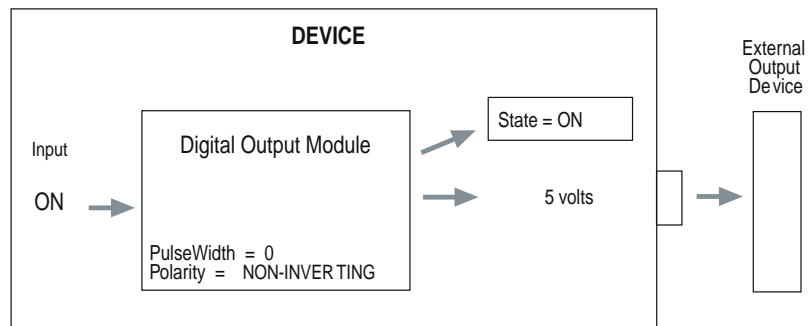 DEVICE
External
Output
Device
State = ON
Input
Digital Output Module
ON
5 volts
PulseWidth = 0
Polarity = NON-INVERTING